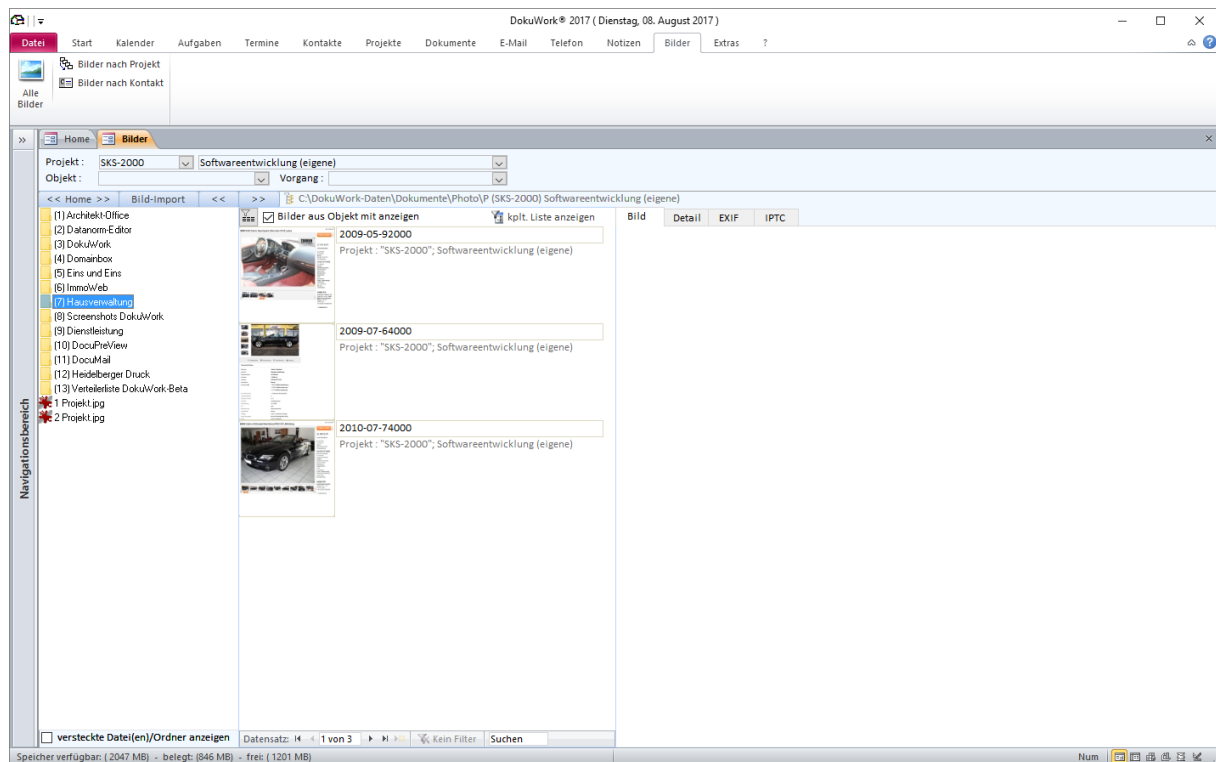 DokuWork® 2017 ( Dienstag, 08. August 2017 )
Datei Start Kalender Aufgaben Termine Kontakte Projekte Dokumente E-Mail Telefon Notizen Bilder Extras ?
Alle Bilder
Bilder nach Projekt
Bilder nach Kontakt
Home Bilder
Projekt : SKS-2000 Softwareentwicklung (eigene)
Objekt : Vorgang :
<< Home >> Bild-Import << >> C:\DokuWork-Daten\Dokumente\Photo\P (SKS-2000) Softwareentwicklung (eigene)
Navigationsbereich
(1) Architekt-Office
(2) Datanorm-Editor
(3) DokuWork
(4) Domainbox
(5) Eins und Eins
(6) ImmoWeb
(7) Hausverwaltung
(8) Screenshots DokuWork
(9) Dienstleistung
(10) DocuPreView
(11) DocuMail
(12) Heidelberger Druck
(13) Verteilerliste DokuWork-Beta
1 Projekt.jpg
2 Projekt.jpg
versteckte Datei(en)/Ordner anzeigen
Bilder aus Objekt mit anzeigen kplt. Liste anzeigen
2009-05-92000
Projekt : "SKS-2000"; Softwareentwicklung (eigene)
2009-07-64000
Projekt : "SKS-2000"; Softwareentwicklung (eigene)
2010-07-74000
Projekt : "SKS-2000"; Softwareentwicklung (eigene)
Datensatz: 1 von 3 Kein Filter Suchen
Bild Detail EXIF IPTC
Speicher verfügbar: ( 2047 MB) - belegt: (846 MB) - frei: ( 1201 MB) Num